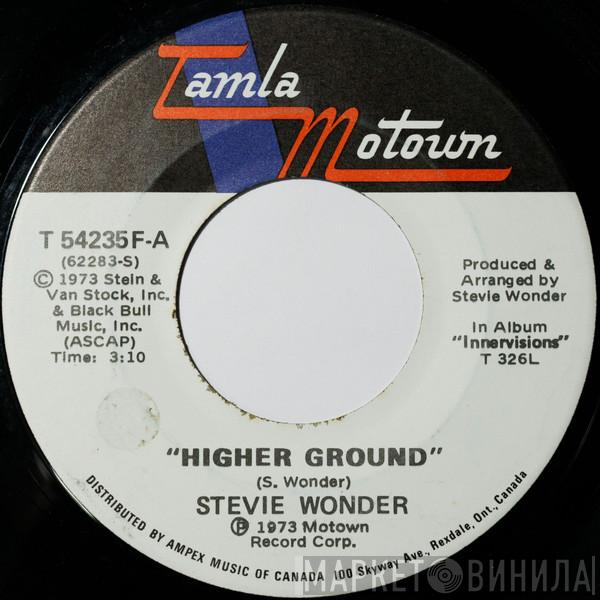 Tamla
Motown
T 54235F-A
(62283-S)
© 1973 Stein &
Van Stock, Inc.
& Black Bull
Music, Inc.
(ASCAP)
Time: 3:10
Produced &
Arranged by
Stevie Wonder
In Album
"Innervisions"
T 326L
"HIGHER GROUND"
(S. Wonder)
STEVIE WONDER
℗ 1973 Motown
Record Corp.
DISTRIBUTED BY AMPEX MUSIC OF CANADA 100 Skyway Ave., Rexdale, Ont., Canada
МАРКЕТ ВИНИЛА